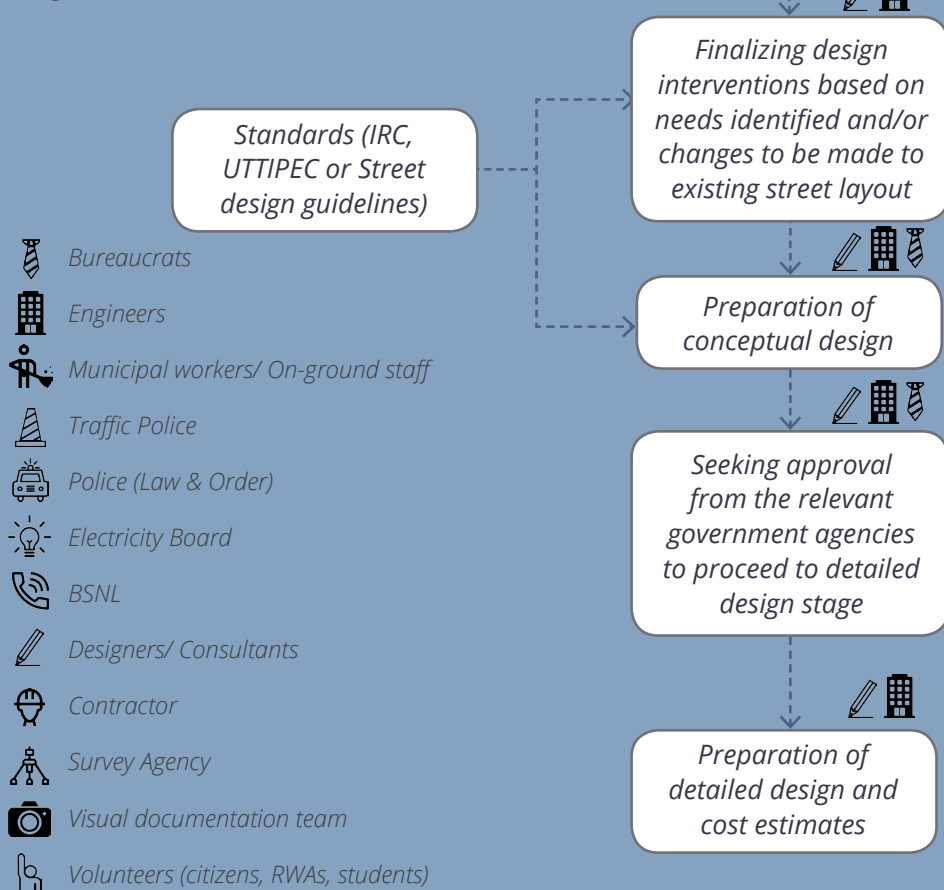 Finalizing design
interventions based on
needs identified and/or
changes to be made to
existing street layout
Standards (IRC,
UTTIPEC or Street
design guidelines)
Bureaucrats
Engineers
Municipal workers/ On-ground staff
Traffic Police
Police (Law & Order)
Electricity Board
BSNL
Designers/ Consultants
Contractor
Survey Agency
Visual documentation team
Volunteers (citizens, RWAs, students)
Preparation of
conceptual design
Seeking approval
from the relevant
government agencies
to proceed to detailed
design stage
Preparation of
detailed design and
cost estimates